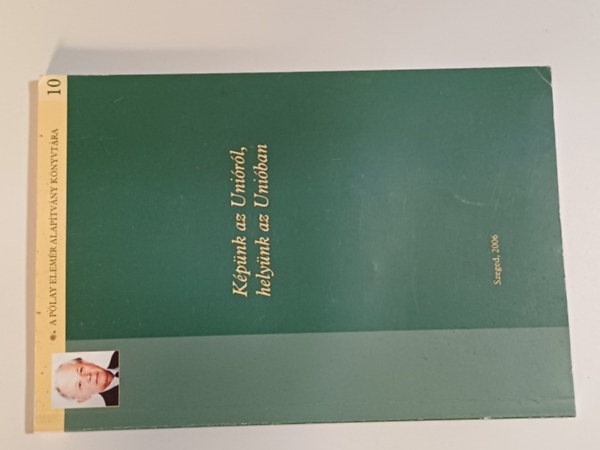 A PÓLAY ELEMÉR ALAPÍTVÁNY KÖNYVTÁRA
10
Képünk az Unióról,
helyünk az Unióban
Szeged, 2006